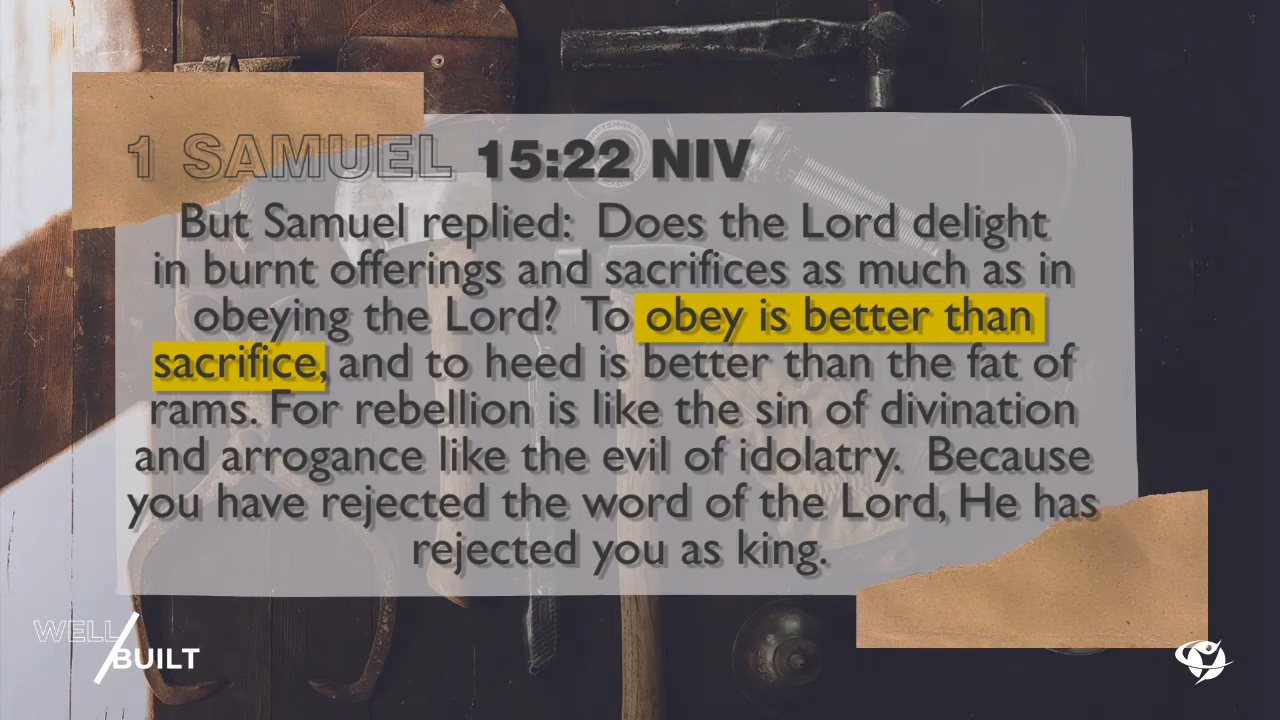 1 SAMUEL 15:22 NIV
But Samuel replied: Does the Lord delight
in burnt offerings and sacrifices as much as in
obeying the Lord? To obey is better than
sacrifice, and to heed is better than the fat of
rams. For rebellion is like the sin of divination
and arrogance like the evil of idolatry. Because
you have rejected the word of the Lord, He has
rejected you as king.
WELL
BUILT